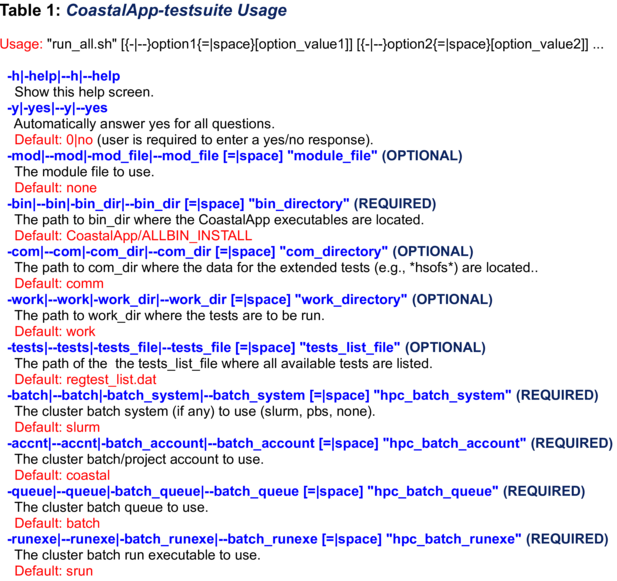 Table 1: CoastalApp-testsuite Usage
Usage: "run_all.sh" [{-|--}option1{=|space}[option_value1]] [{-|--}option2{=|space}[option_value2]] ...
-h|-help|--h|--help
Show this help screen.
-y|-yes|--y|--yes
Automatically answer yes for all questions.
Default: 0|no (user is required to enter a yes/no response).
-mod|--mod|-mod_file|--mod_file [=|space] "module_file" (OPTIONAL)
The module file to use.
Default: none
-bin|--bin|-bin_dir|--bin_dir [=|space] "bin_directory" (REQUIRED)
The path to bin_dir where the CoastalApp executables are located.
Default: CoastalApp/ALLBIN_INSTALL
-com|--com|-com_dir|--com_dir [=|space] "com_directory" (OPTIONAL)
The path to com_dir where the data for the extended tests (e.g., *hsofs*) are located..
Default: comm
-work|--work|-work_dir|--work_dir [=|space] "work_directory" (OPTIONAL)
The path to work_dir where the tests are to be run.
Default: work
-tests|--tests|-tests_file|--tests_file [=|space] "tests_list_file" (OPTIONAL)
The path of the the tests_list_file where all available tests are listed.
Default: regtest_list.dat
-batch|--batch|-batch_system|--batch_system [=|space] "hpc_batch_system" (REQUIRED)
The cluster batch system (if any) to use (slurm, pbs, none).
Default: slurm
-accnt|--accnt|-batch_account|--batch_account [=|space] "hpc_batch_account" (REQUIRED)
The cluster batch/project account to use.
Default: coastal
-queue|--queue|-batch_queue|--batch_queue [=|space] "hpc_batch_queue" (REQUIRED)
The cluster batch queue to use.
Default: batch
-runexe|--runexe|-batch_runexe|--batch_runexe [=|space] "hpc_batch_runexe" (REQUIRED)
The cluster batch run executable to use.
Default: srun